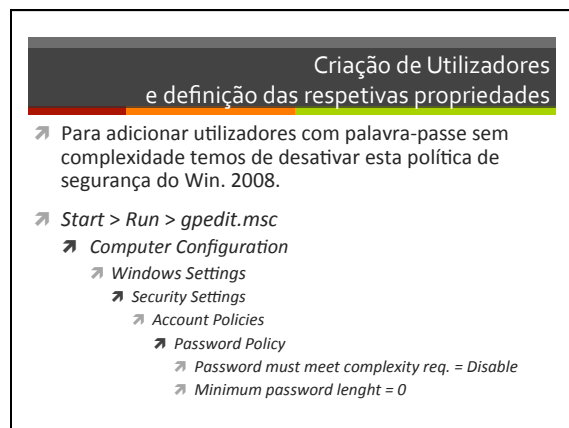 Criação de Utilizadores
e definição das respetivas propriedades
Para adicionar utilizadores com palavra-passe sem
complexidade temos de desativar esta política de
segurança do Win. 2008.
Start > Run > gpedit.msc
Computer Configuration
Windows Settings
Security Settings
Account Policies
Password Policy
Password must meet complexity req. = Disable
Minimum password lenght = 0